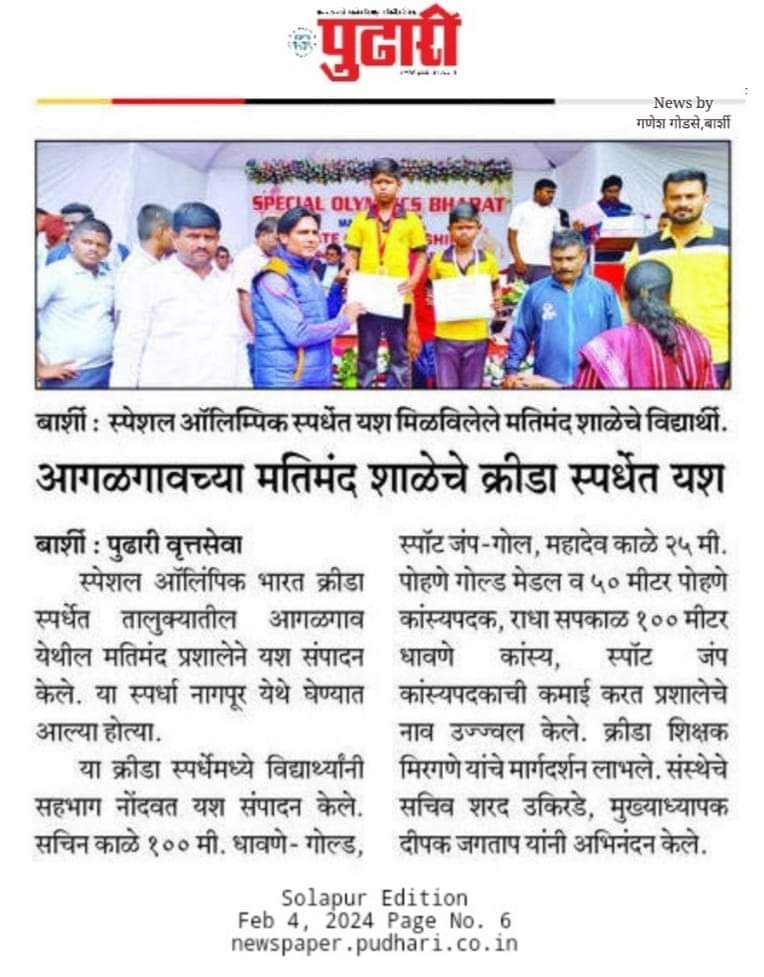 पुढारी
News by
गणेश गोडसे,बार्शी
SPECIAL OLYMPICS BHARAT
बार्शी : स्पेशल ऑलिम्पिक स्पर्धेत यश मिळविलेले मतिमंद शाळेचे विद्यार्थी.
आगळगावच्या मतिमंद शाळेचे क्रीडा स्पर्धेत यश
बार्शी : पुढारी वृत्तसेवा
स्पेशल ऑलिंपिक भारत क्रीडा
स्पर्धेत तालुक्यातील आगळगाव
येथील मतिमंद प्रशालेने यश संपादन
केले. या स्पर्धा नागपूर येथे घेण्यात
आल्या होत्या.
या क्रीडा स्पर्धेमध्ये विद्यार्थ्यांनी
सहभाग नोंदवत यश संपादन केले.
सचिन काळे १०० मी. धावणे- गोल्ड,
स्पॉट जंप-गोल, महादेव काळे २५ मी.
पोहणे गोल्ड मेडल व ५० मीटर पोहणे
कांस्यपदक, राधा सपकाळ १०० मीटर
धावणे कांस्य, स्पॉट जंप
कांस्यपदकाची कमाई करत प्रशालेचे
नाव उज्ज्वल केले. क्रीडा शिक्षक
मिरगणे यांचे मार्गदर्शन लाभले. संस्थेचे
सचिव शरद उकिरडे, मुख्याध्यापक
दीपक जगताप यांनी अभिनंदन केले.
Solapur Edition
Feb 4, 2024 Page No. 6
newspaper.pudhari.co.in